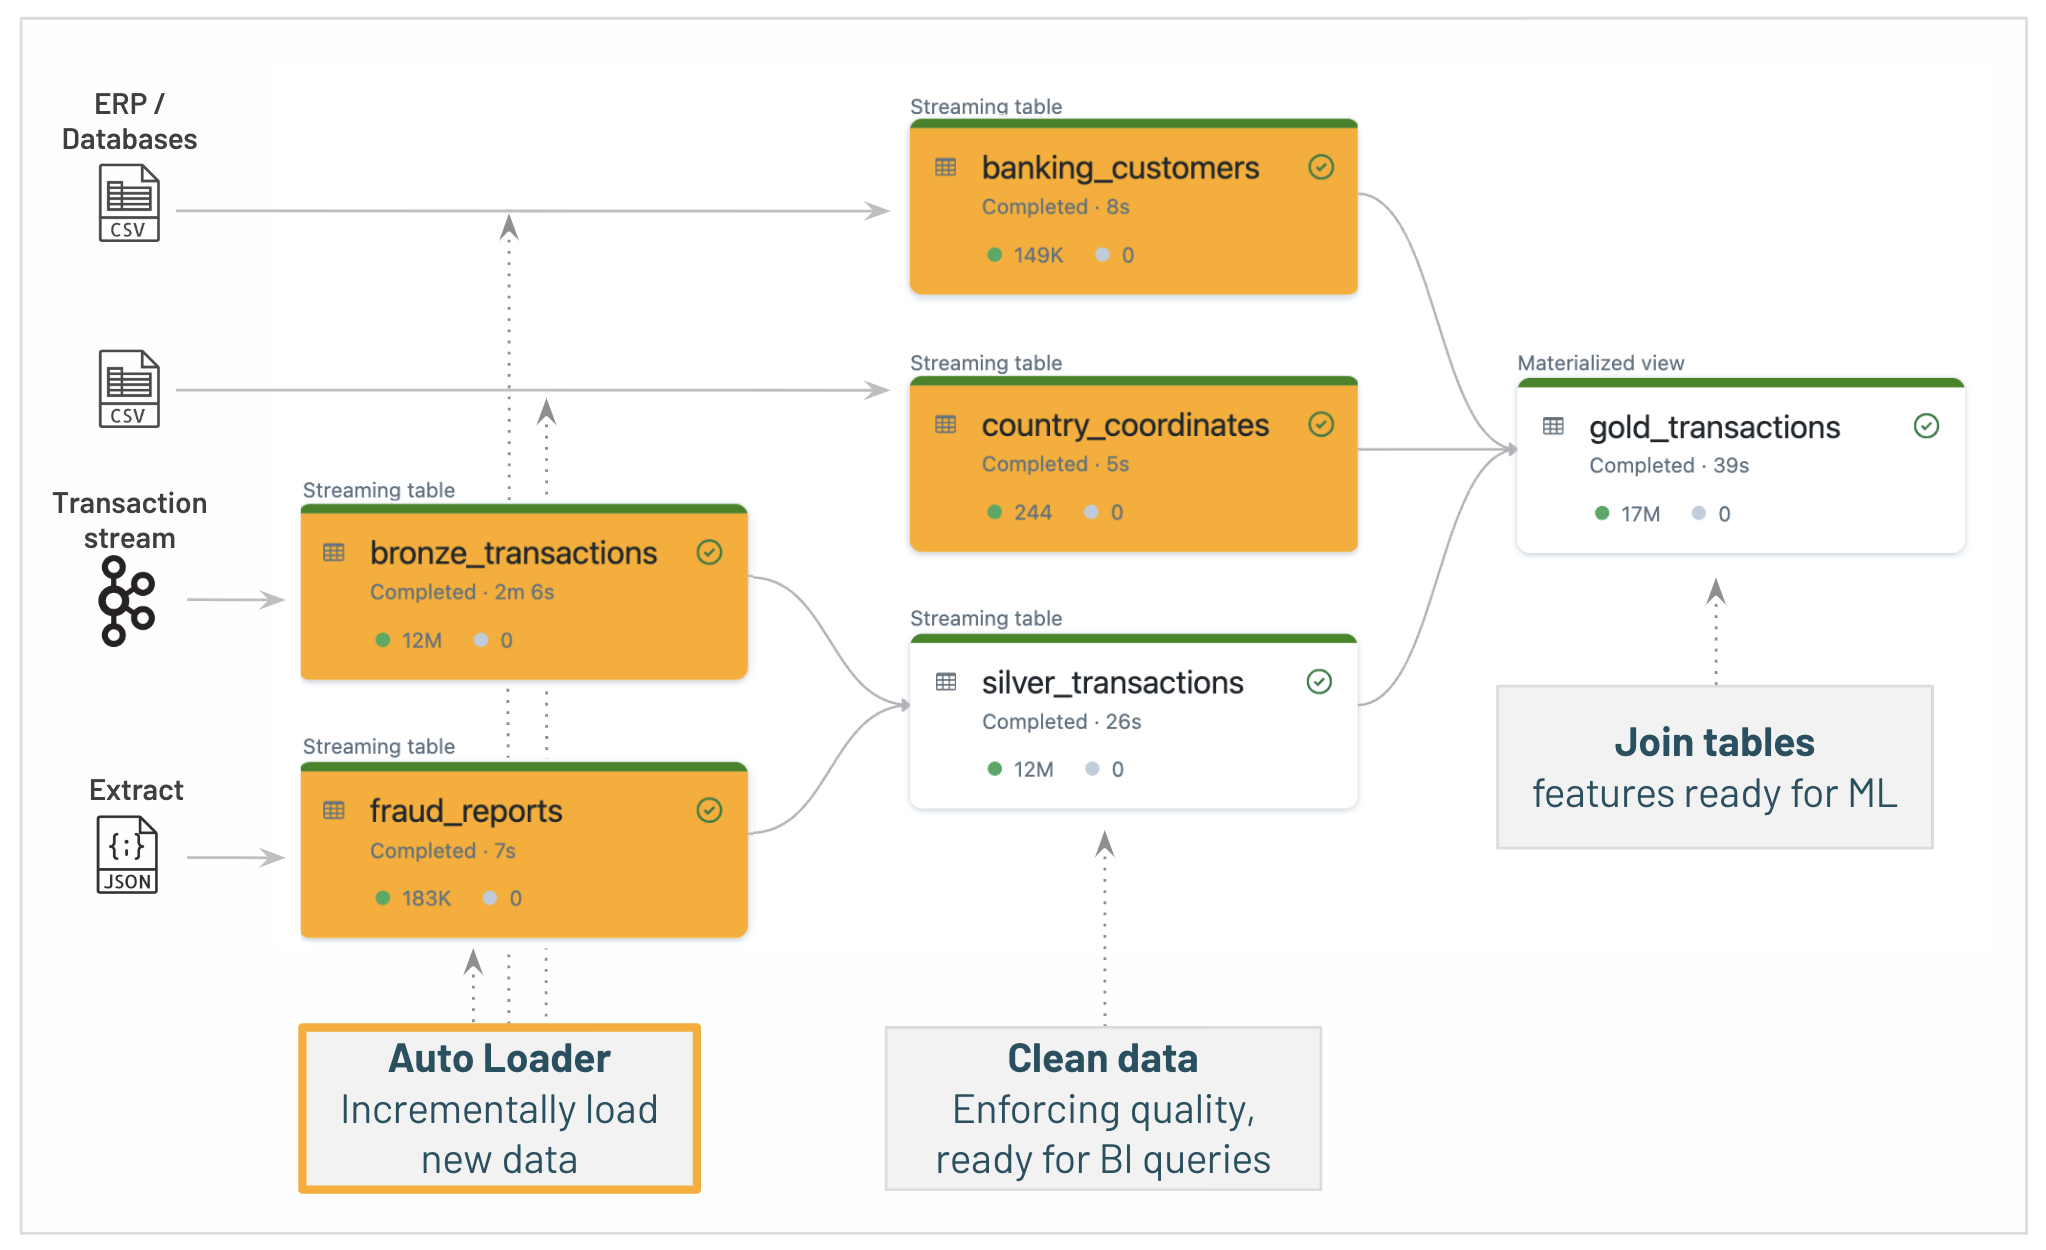 ERP /
Databases
CSV
Streaming table
banking_customers
Completed · 8s
149K 0
CSV
Streaming table
country_coordinates
Completed · 5s
244 0
Materialized view
gold_transactions
Completed · 39s
17M 0
Transaction
stream
Streaming table
bronze_transactions
Completed · 2m 6s
12M 0
Streaming table
silver_transactions
Completed · 26s
12M 0
Extract
{;}
JSON
Streaming table
fraud_reports
Completed · 7s
183K 0
Join tables
features ready for ML
Auto Loader
Incrementally load
new data
Clean data
Enforcing quality,
ready for BI queries